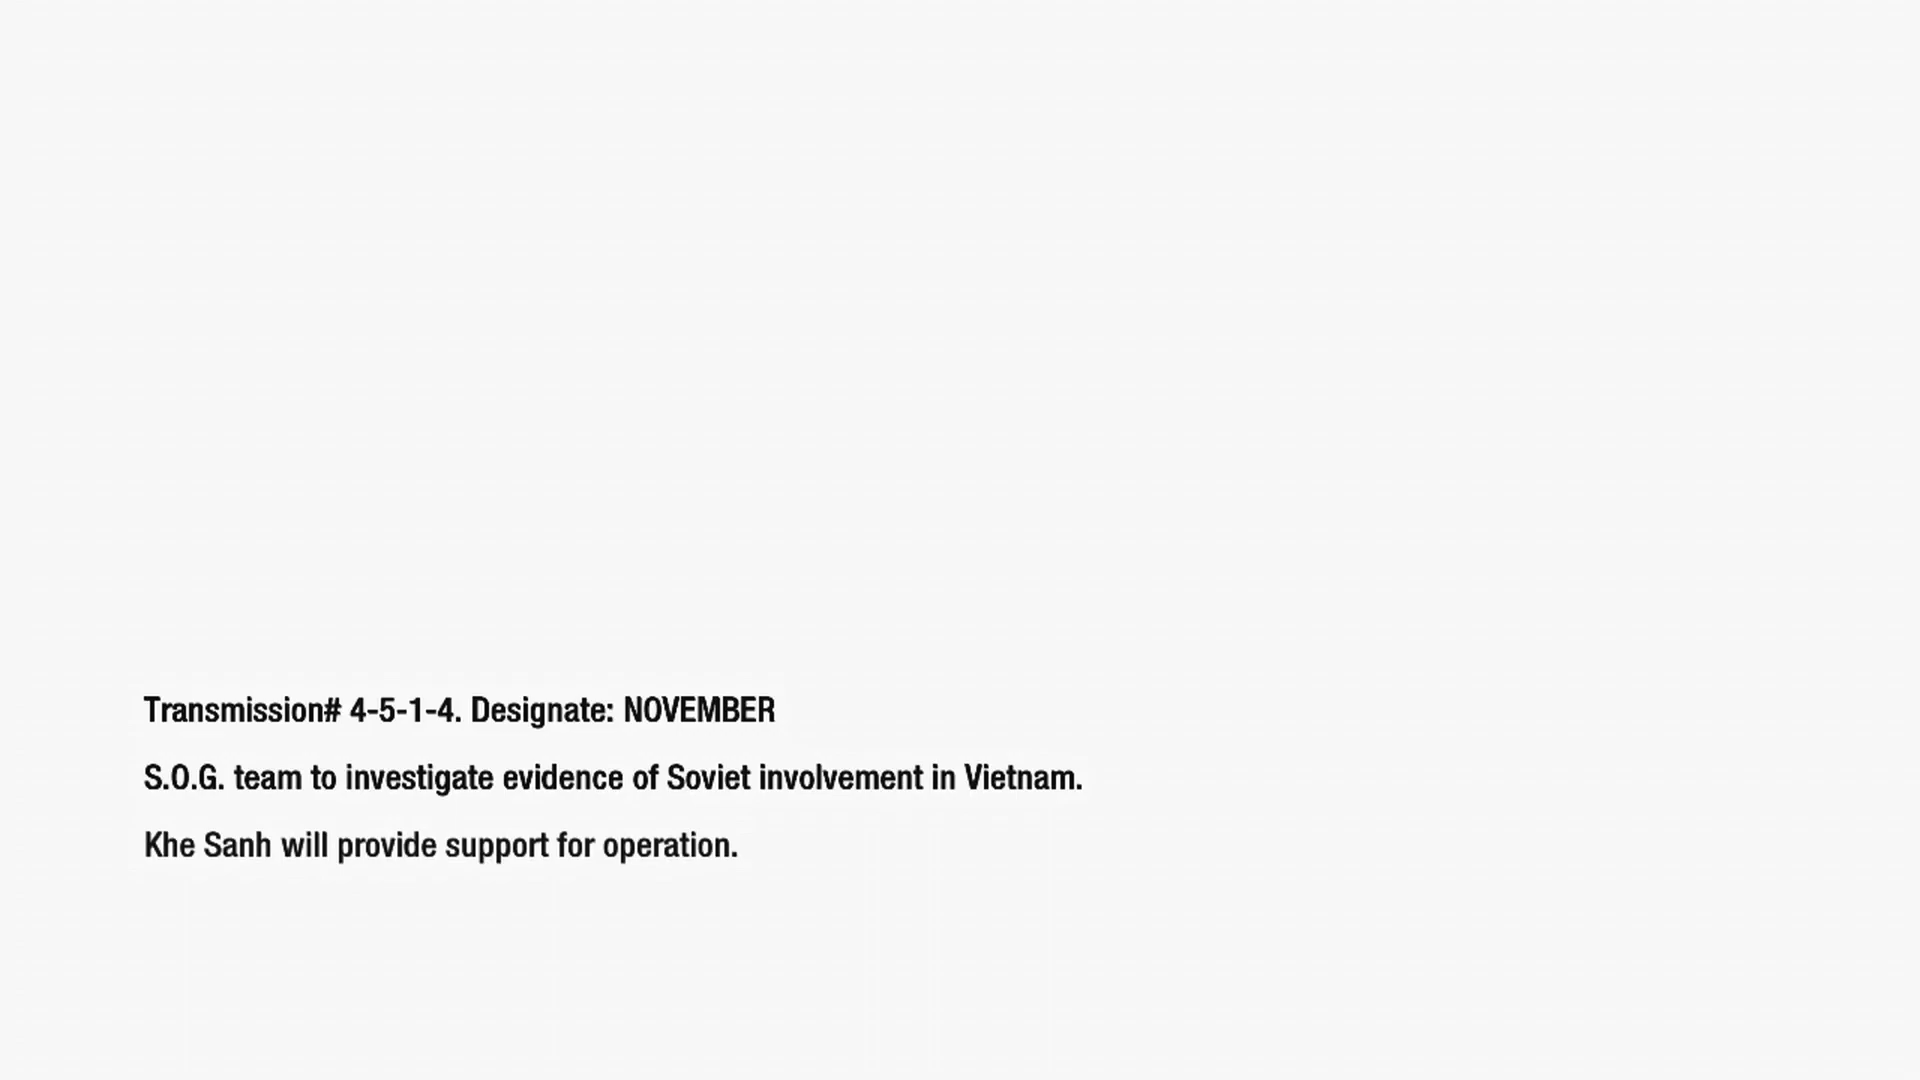 Transmission# 4-5-1-4. Designate: NOVEMBER
S.O.G. team to investigate evidence of Soviet involvement in Vietnam.
Khe Sanh will provide support for operation.